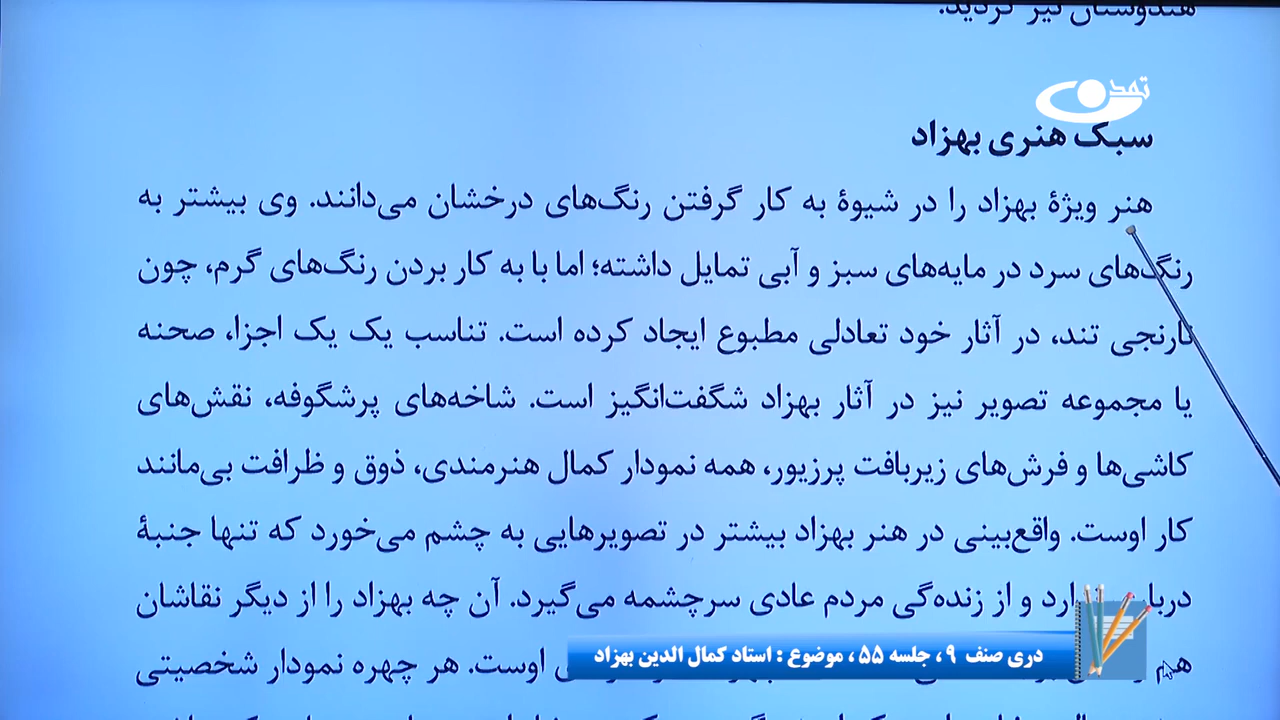 هندوستان نیز گردید.
تمدن
سبک هنری بهزاد
هنر ویژۀ بهزاد را در شیوۀ به کار گرفتن رنگ‌های درخشان می‌دانند. وی بیشتر به
رنگ‌های سرد در مایه‌های سبز و آبی تمایل داشته؛ اما با به کار بردن رنگ‌های گرم، چون
نارنجی تند، در آثار خود تعادلی مطبوع ایجاد کرده است. تناسب یک یک اجزا، صحنه
یا مجموعه تصویر نیز در آثار بهزاد شگفت‌انگیز است. شاخه‌های پرشگوفه، نقش‌های
کاشی‌ها و فرش‌های زیربافت پرزیور، همه نمودار کمال هنرمندی، ذوق و ظرافت بی‌مانند
کار اوست. واقع‌بینی در هنر بهزاد بیشتر در تصویرهایی به چشم می‌خورد که تنها جنبۀ
و از زنده‌گی مردم عادی سرچشمه می‌گیرد. آن چه بهزاد را از دیگر نقاشان
اوست. هر چهره نمودار شخصیتی
دری صنف ۹، جلسه ۵۵، موضوع : استاد کمال الدین بهزاد